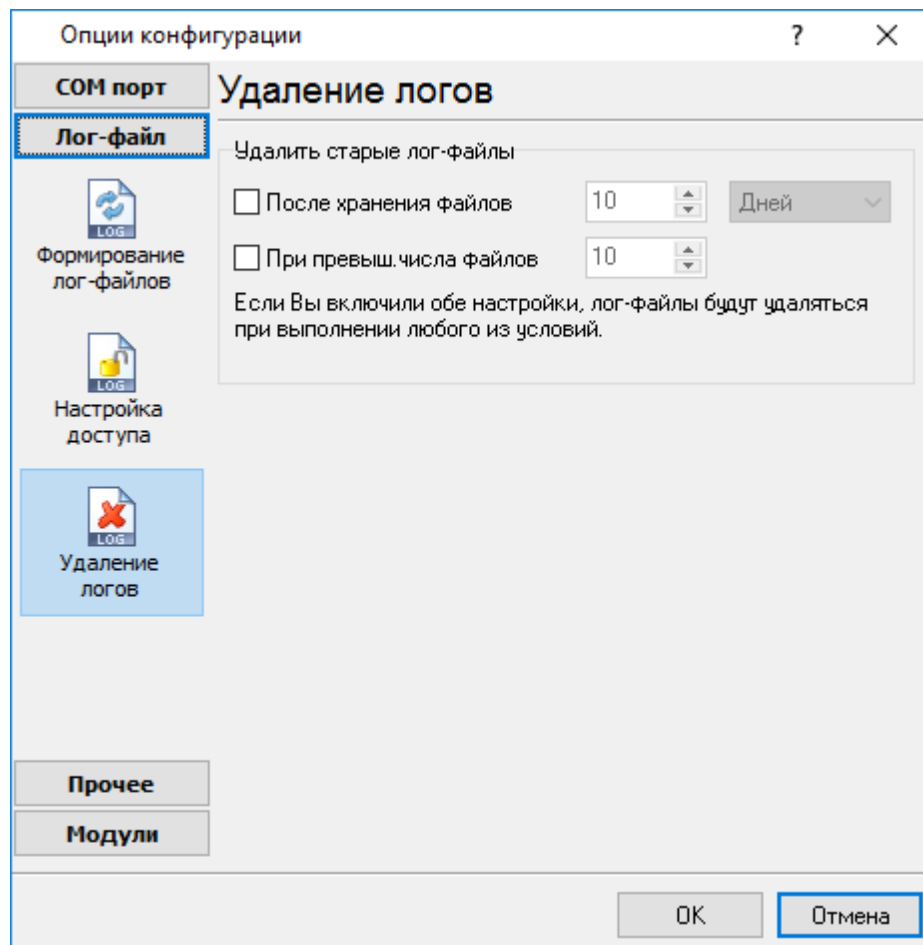 Опции конфигурации
?
COM порт
Лог-файл
LOG
Формирование
лог-файлов
LOG
Настройка
доступа
LOG
Удаление
логов
Прочее
Модули
Удаление логов
Удалить старые лог-файлы
После хранения файлов 10 Дней
При превыш.числа файлов 10
Если Вы включили обе настройки, лог-файлы будут удаляться
при выполнении любого из условий.
OK Отмена